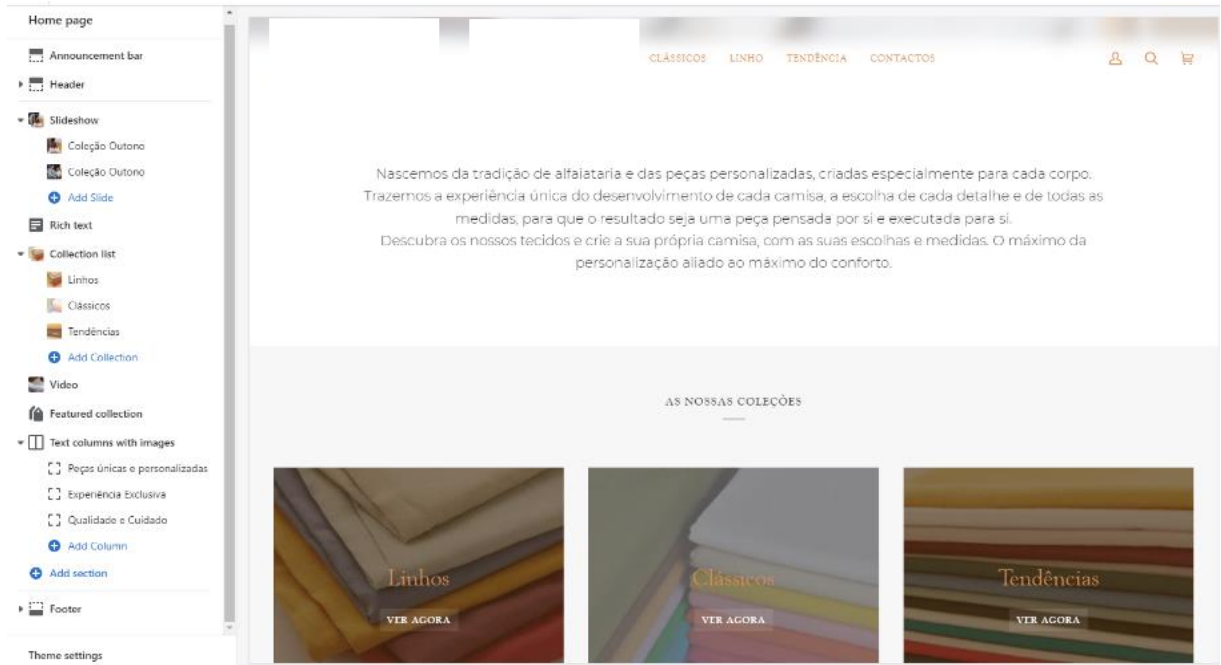 Home page
Announcement bar
Header
Slideshow
Coleção Outono
Coleção Outono
Add Slide
Rich text
Collection list
Linhos
Clássicos
Tendências
Add Collection
Video
Featured collection
Text columns with images
Peças únicas e personalizadas
Experiência Exclusiva
Qualidade e Cuidado
Add Column
Add section
Footer
Theme settings
CLÁSSICOS LINHO TENDÊNCIA CONTACTOS
Nascemos da tradição de alfaiataria e das peças personalizadas, criadas especialmente para cada corpo.
Trazemos a experiência única do desenvolvimento de cada camisa, a escolha de cada detalhe e de todas as
medidas, para que o resultado seja uma peça pensada por si e executada para si.
Descubra os nossos tecidos e crie a sua própria camisa, com as suas escolhas e medidas. O máximo da
personalização aliado ao máximo do conforto.
AS NOSSAS COLEÇÕES
Linhos
VER AGORA
Clássicos
VER AGORA
Tendências
VER AGORA